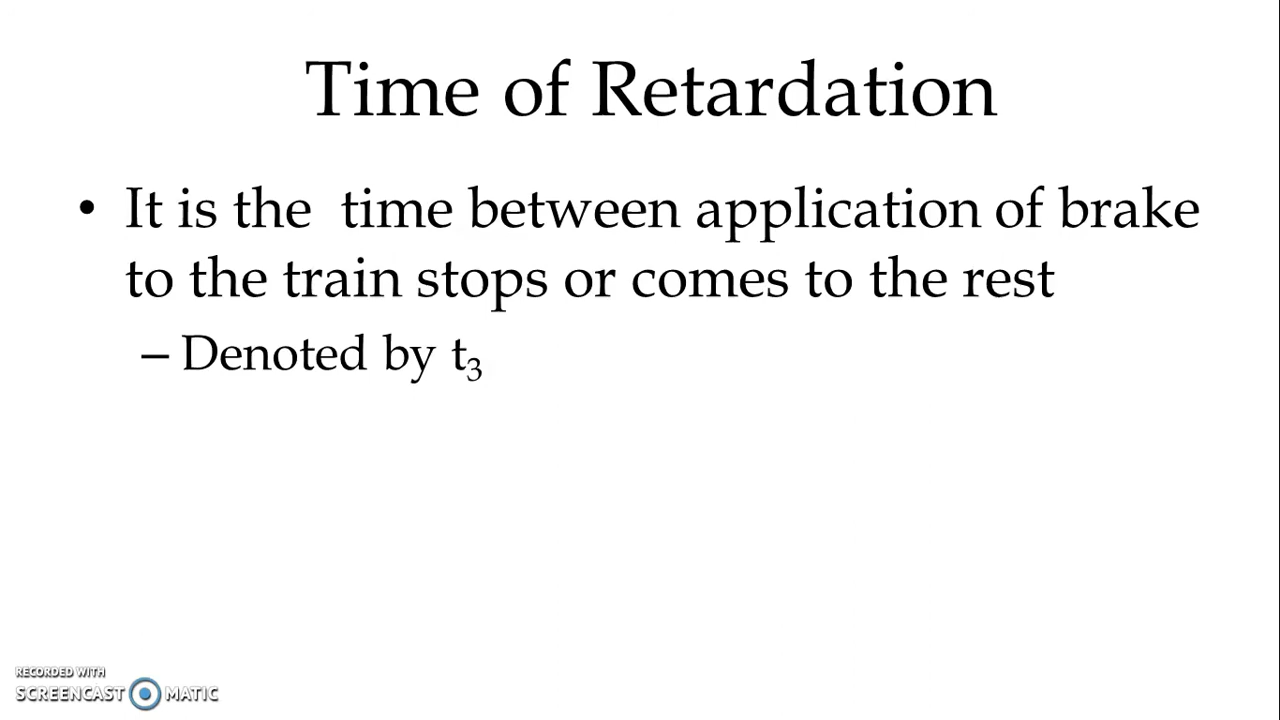 Time of Retardation
• It is the  time between application of brake
to the train stops or comes to the rest
– Denoted by t₃
RECORDED WITH
SCREENCAST MATIC